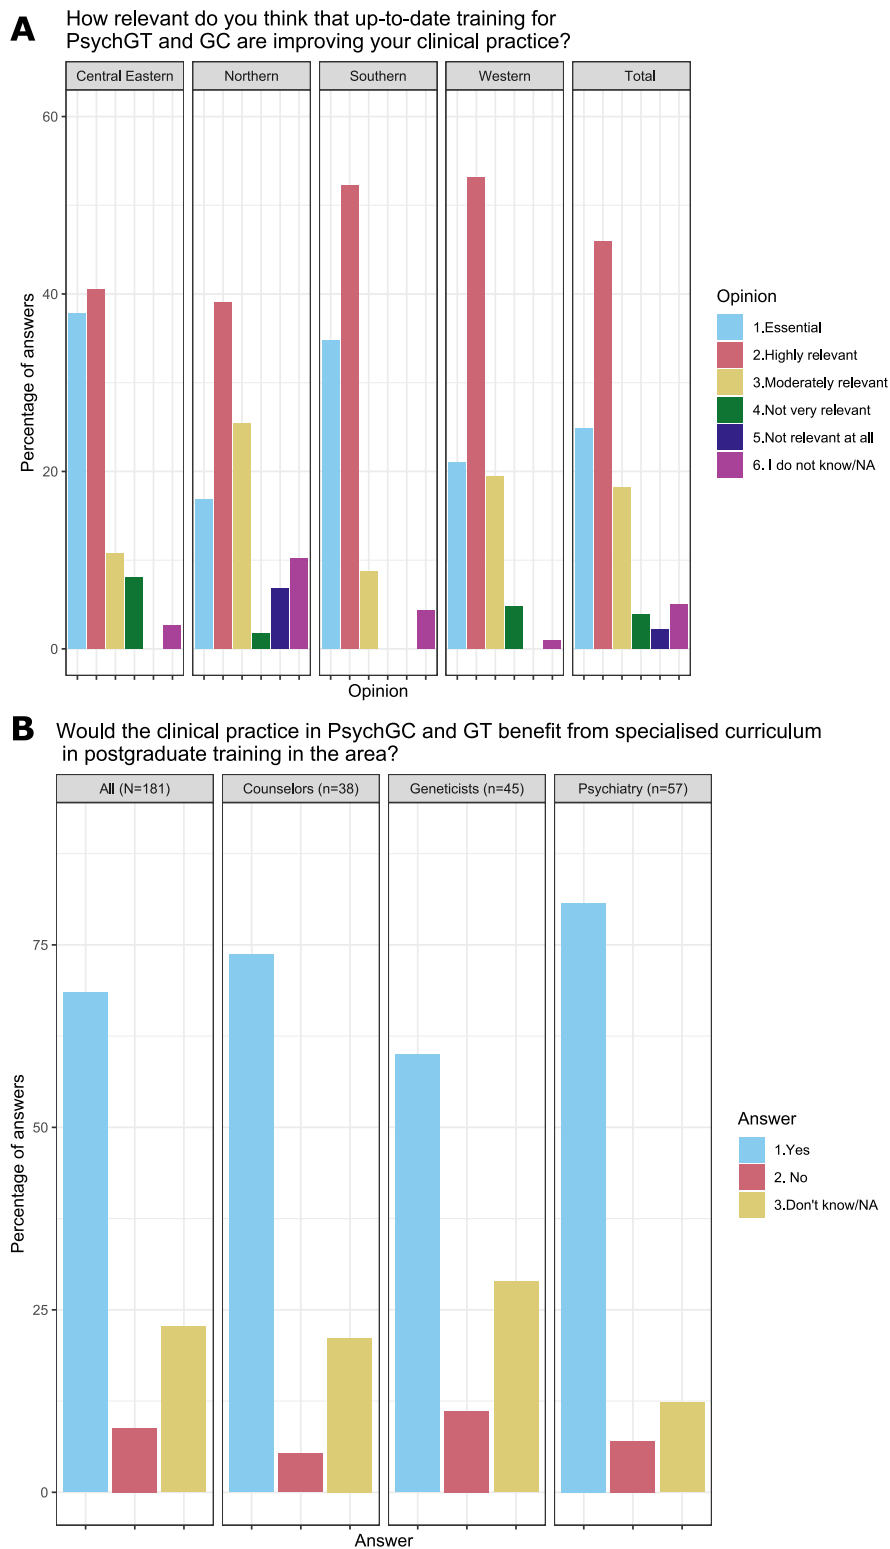 A
How relevant do you think that up-to-date training for
PsychGT and GC are improving your clinical practice?
Central Eastern
Northern
Southern
Western
Total
60
40
20
0
Percentage of answers
Opinion
Opinion
1.Essential
2.Highly relevant
3.Moderately relevant
4.Not very relevant
5.Not relevant at all
6. I do not know/NA
B
Would the clinical practice in PsychGC and GT benefit from specialised curriculum
in postgraduate training in the area?
All (N=181)
Counselors (n=38)
Geneticists (n=45)
Psychiatry (n=57)
75
50
25
0
Percentage of answers
Answer
Answer
1.Yes
2. No
3.Don't know/NA